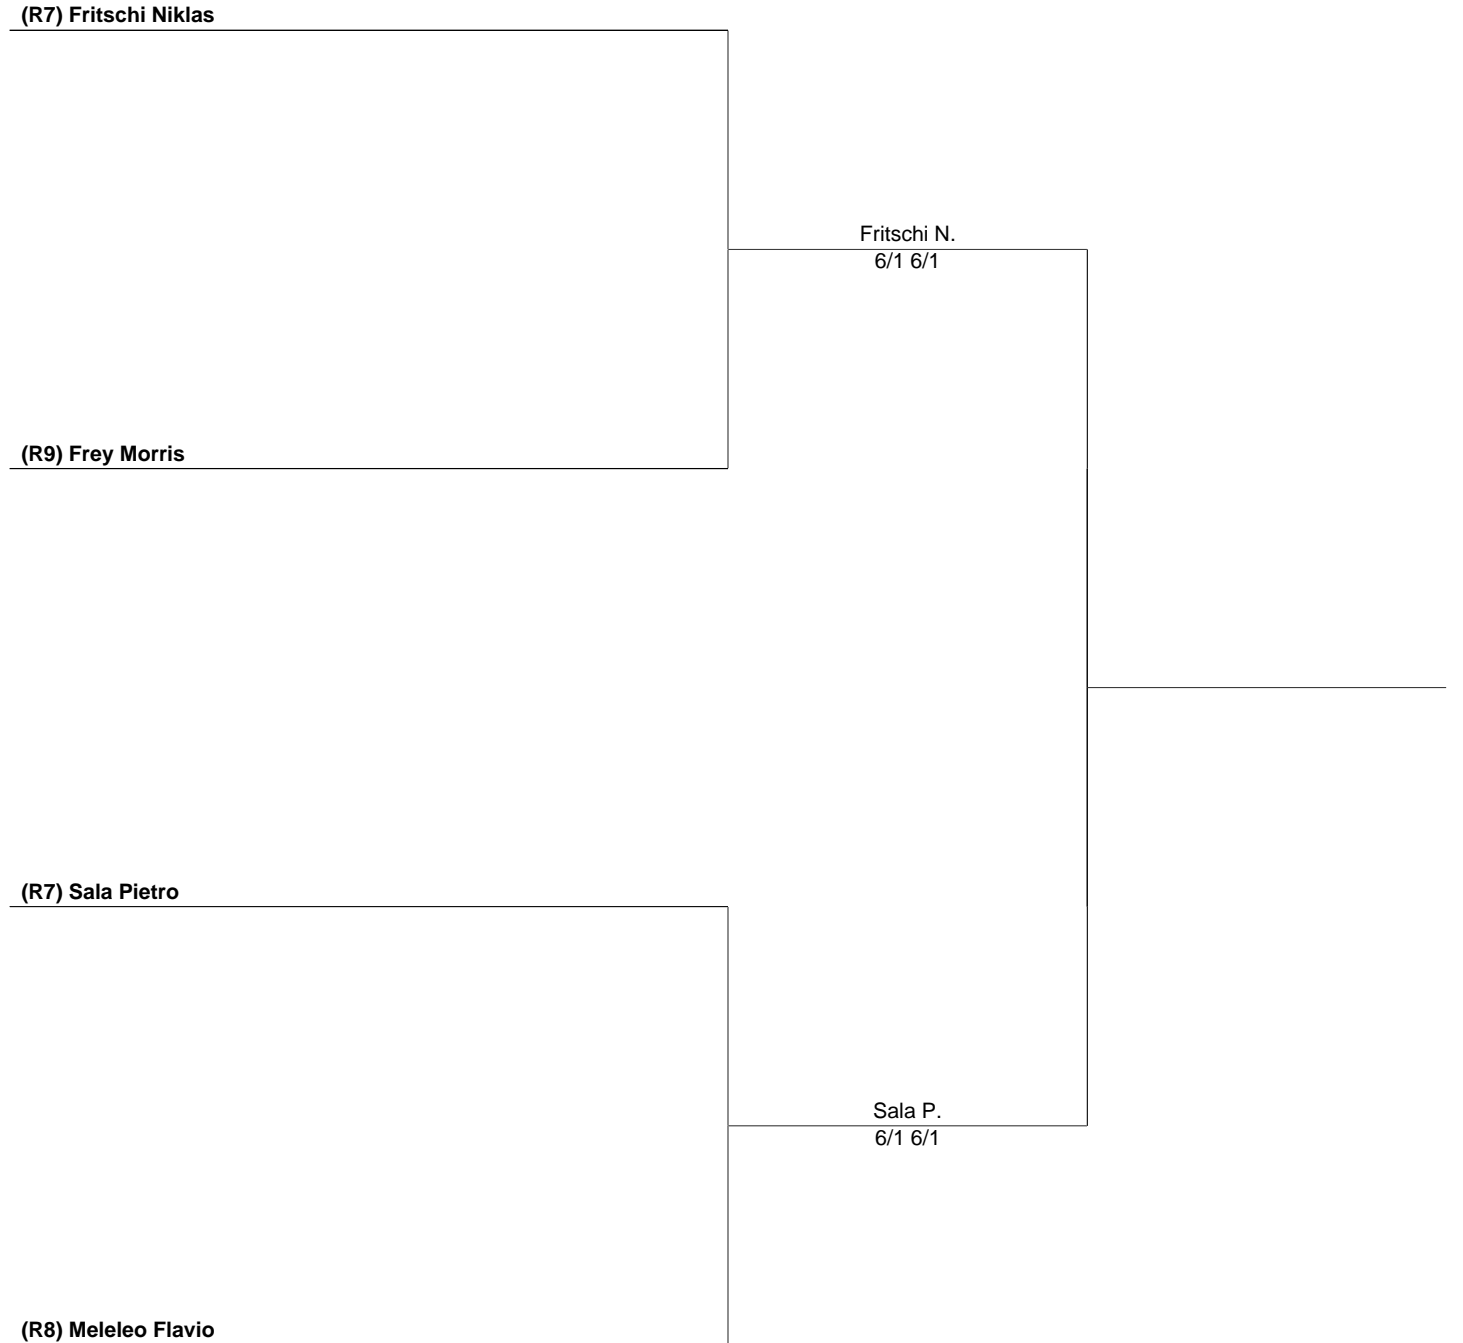 (R7) Fritschi Niklas
Fritschi N.
6/1 6/1
(R9) Frey Morris
(R7) Sala Pietro
Sala P.
6/1 6/1
(R8) Meleleo Flavio